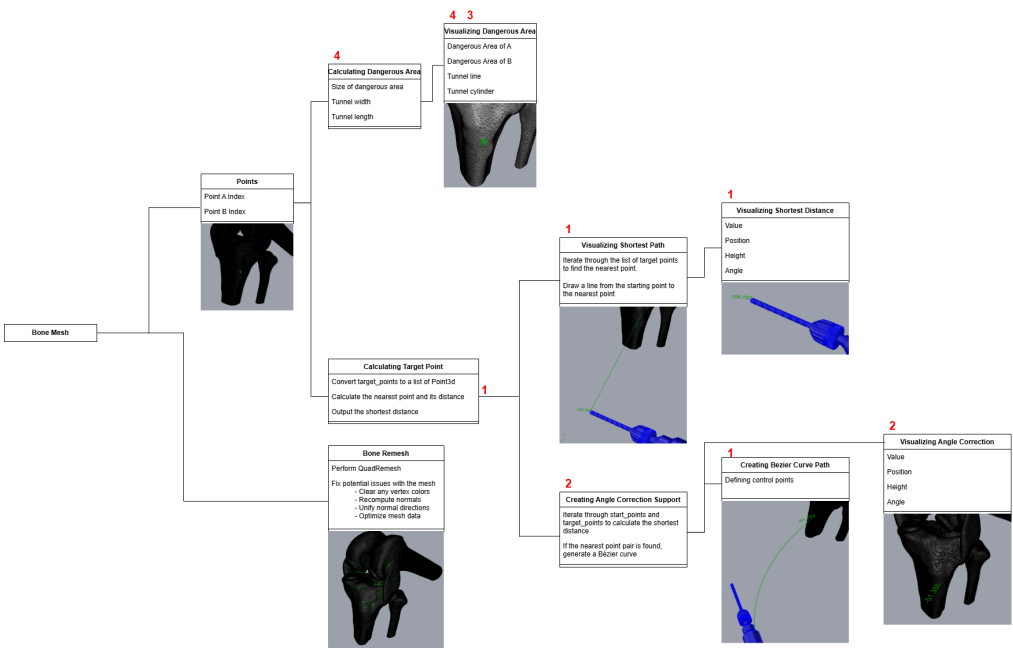 4 3
Visualizing Dangerous Area
Dangerous Area of A
Dangerous Area of B
Tunnel line
Tunnel cylinder
4
Calculating Dangerous Area
Size of dangerous area
Tunnel width
Tunnel length
Points
Point A Index
Point B Index
1
Visualizing Shortest Distance
Value
Position
Height
Angle
1
Visualizing Shortest Path
Iterate through the list of target points
to find the nearest point.
Draw a line from the starting point to
the nearest point
Bone Mesh
Calculating Target Point
Convert target_points to a list of Point3d
Calculate the nearest point and its distance
Output the shortest distance
1
Bone Remesh
Perform QuadRemesh
Fix potential issues with the mesh
- Clear any vertex colors
- Recompute normals
- Unify normal directions
- Optimize mesh data
2
Creating Angle Correction Support
Iterate through start_points and
target_points to calculate the shortest
distance
If the nearest point pair is found,
generate a Bézier curve
1
Creating Bezier Curve Path
Defining control points
2
Visualizing Angle Correction
Value
Position
Height
Angle